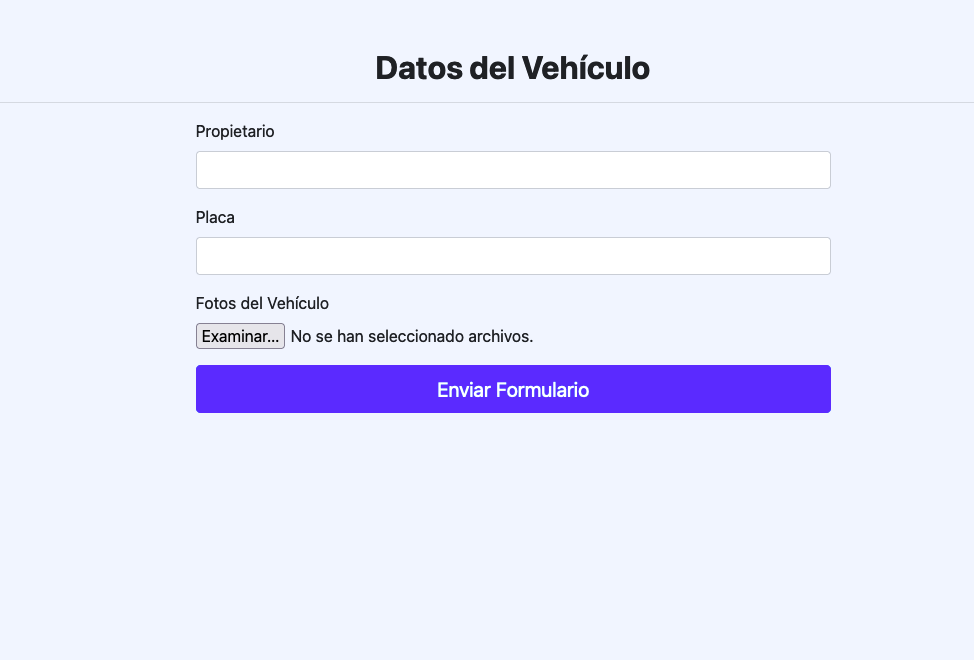 Datos del Vehículo
Propietario
Placa
Fotos del Vehículo
Examinar... No se han seleccionado archivos.
Enviar Formulario